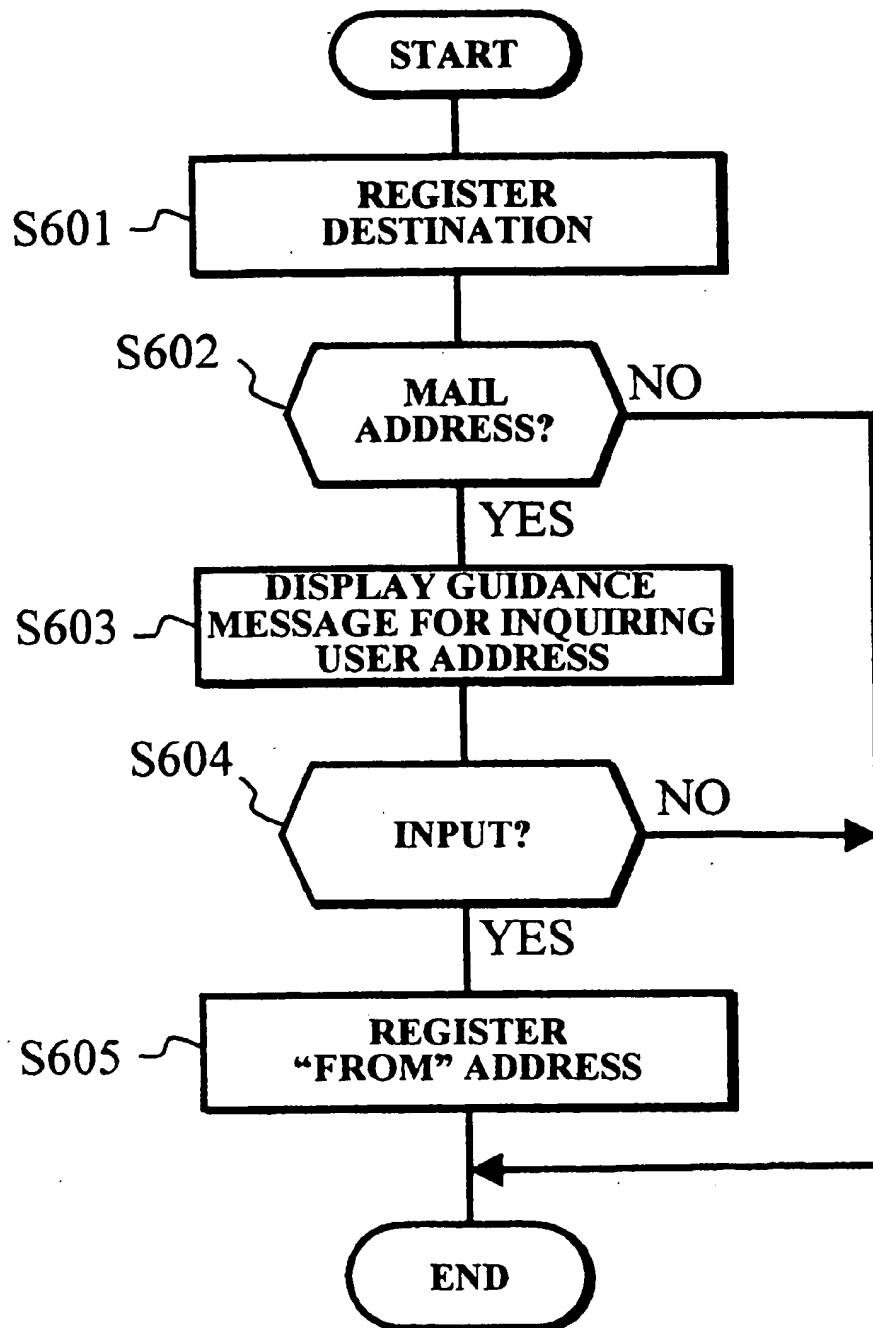 START
REGISTER
DESTINATION
S601
S602
MAIL
ADDRESS?
NO
YES
DISPLAY GUIDANCE
MESSAGE FOR INQUIRING
USER ADDRESS
S603
S604
INPUT?
NO
YES
REGISTER
“FROM” ADDRESS
S605
END